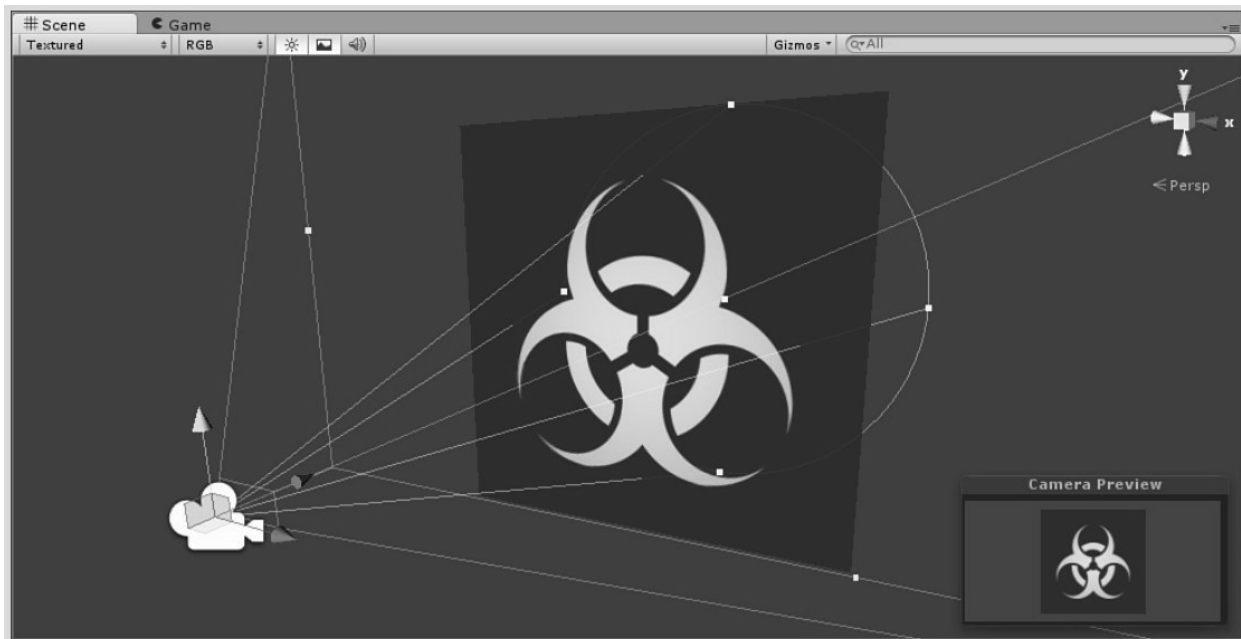 Scene Game
Textured RGB Gizmos All
y
x
Persp
Camera Preview